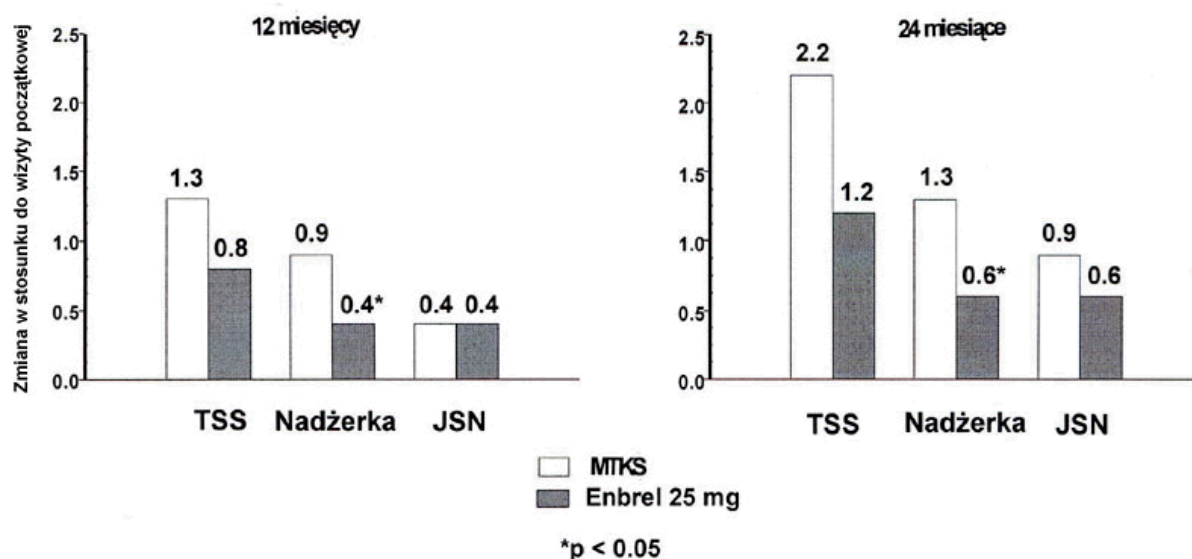 12 miesięcy
Zmiana w stosunku do wizyty początkowej
2.5
2.0
1.5
1.0
0.5
0.0
1.3
0.8
0.9
0.4*
0.4
0.4
TSS
Nadżerka
JSN
24 miesiące
2.5
2.0
1.5
1.0
0.5
0.0
2.2
1.2
1.3
0.6*
0.9
0.6
TSS
Nadżerka
JSN
MTKS
Enbrel 25 mg
*p < 0.05